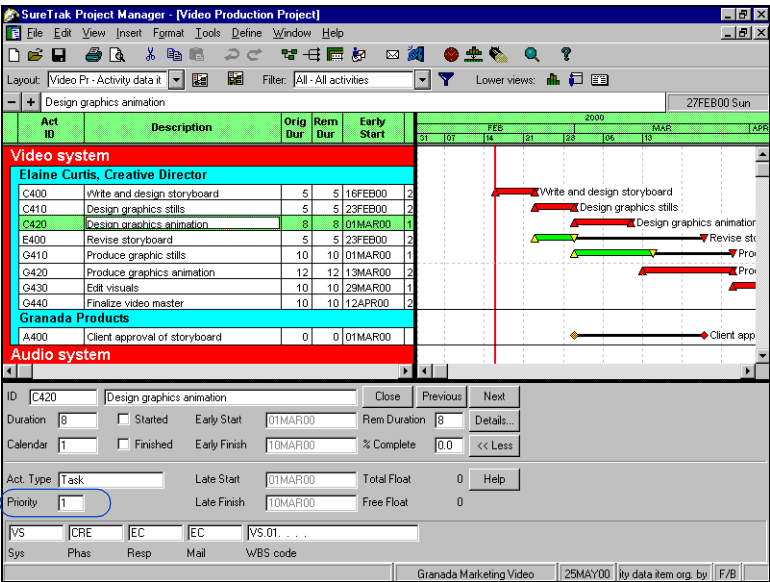 SureTrak Project Manager - [Video Production Project]
File Edit View Insert Format Tools Define Window Help
Layout: Video Pr - Activity data it Filter: All - All activities Lower views:
- + Design graphics animation 27FEB00 Sun
Act ID Description Orig Dur Rem Dur Early Start
2000
FEB MAR APR
31 07 14 21 28 06 13
Video system
Elaine Curtis, Creative Director
C400 Write and design storyboard 5 5 16FEB00 2 Write and design storyboard
C410 Design graphics stills 5 5 23FEB00 2 Design graphics stills
C420 Design graphics animation 8 8 01MAR00 1 Design graphics animation
E400 Revise storyboard 5 5 23FEB00 2 Revise sto
G410 Produce graphic stills 10 10 01MAR00 1 Pro
G420 Produce graphics animation 12 12 13MAR00 2 Pro
G430 Edit visuals 10 10 29MAR00 1
G440 Finalize video master 10 10 12APR00 2
Granada Products
A400 Client approval of storyboard 0 0 01MAR00 Client app
Audio system
ID C420 Design graphics animation Close Previous Next
Duration 8 Started Early Start 01MAR00 Rem Duration 8 Details...
Calendar 1 Finished Early Finish 10MAR00 % Complete 0.0 << Less
Act. Type Task Late Start 01MAR00 Total Float 0 Help
Priority 1 Late Finish 10MAR00 Free Float 0
VS CRE EC EC VS.01. . . .
Sys Phas Resp Mail WBS code
Granada Marketing Video 25MAY00 ity data item org. by F/B